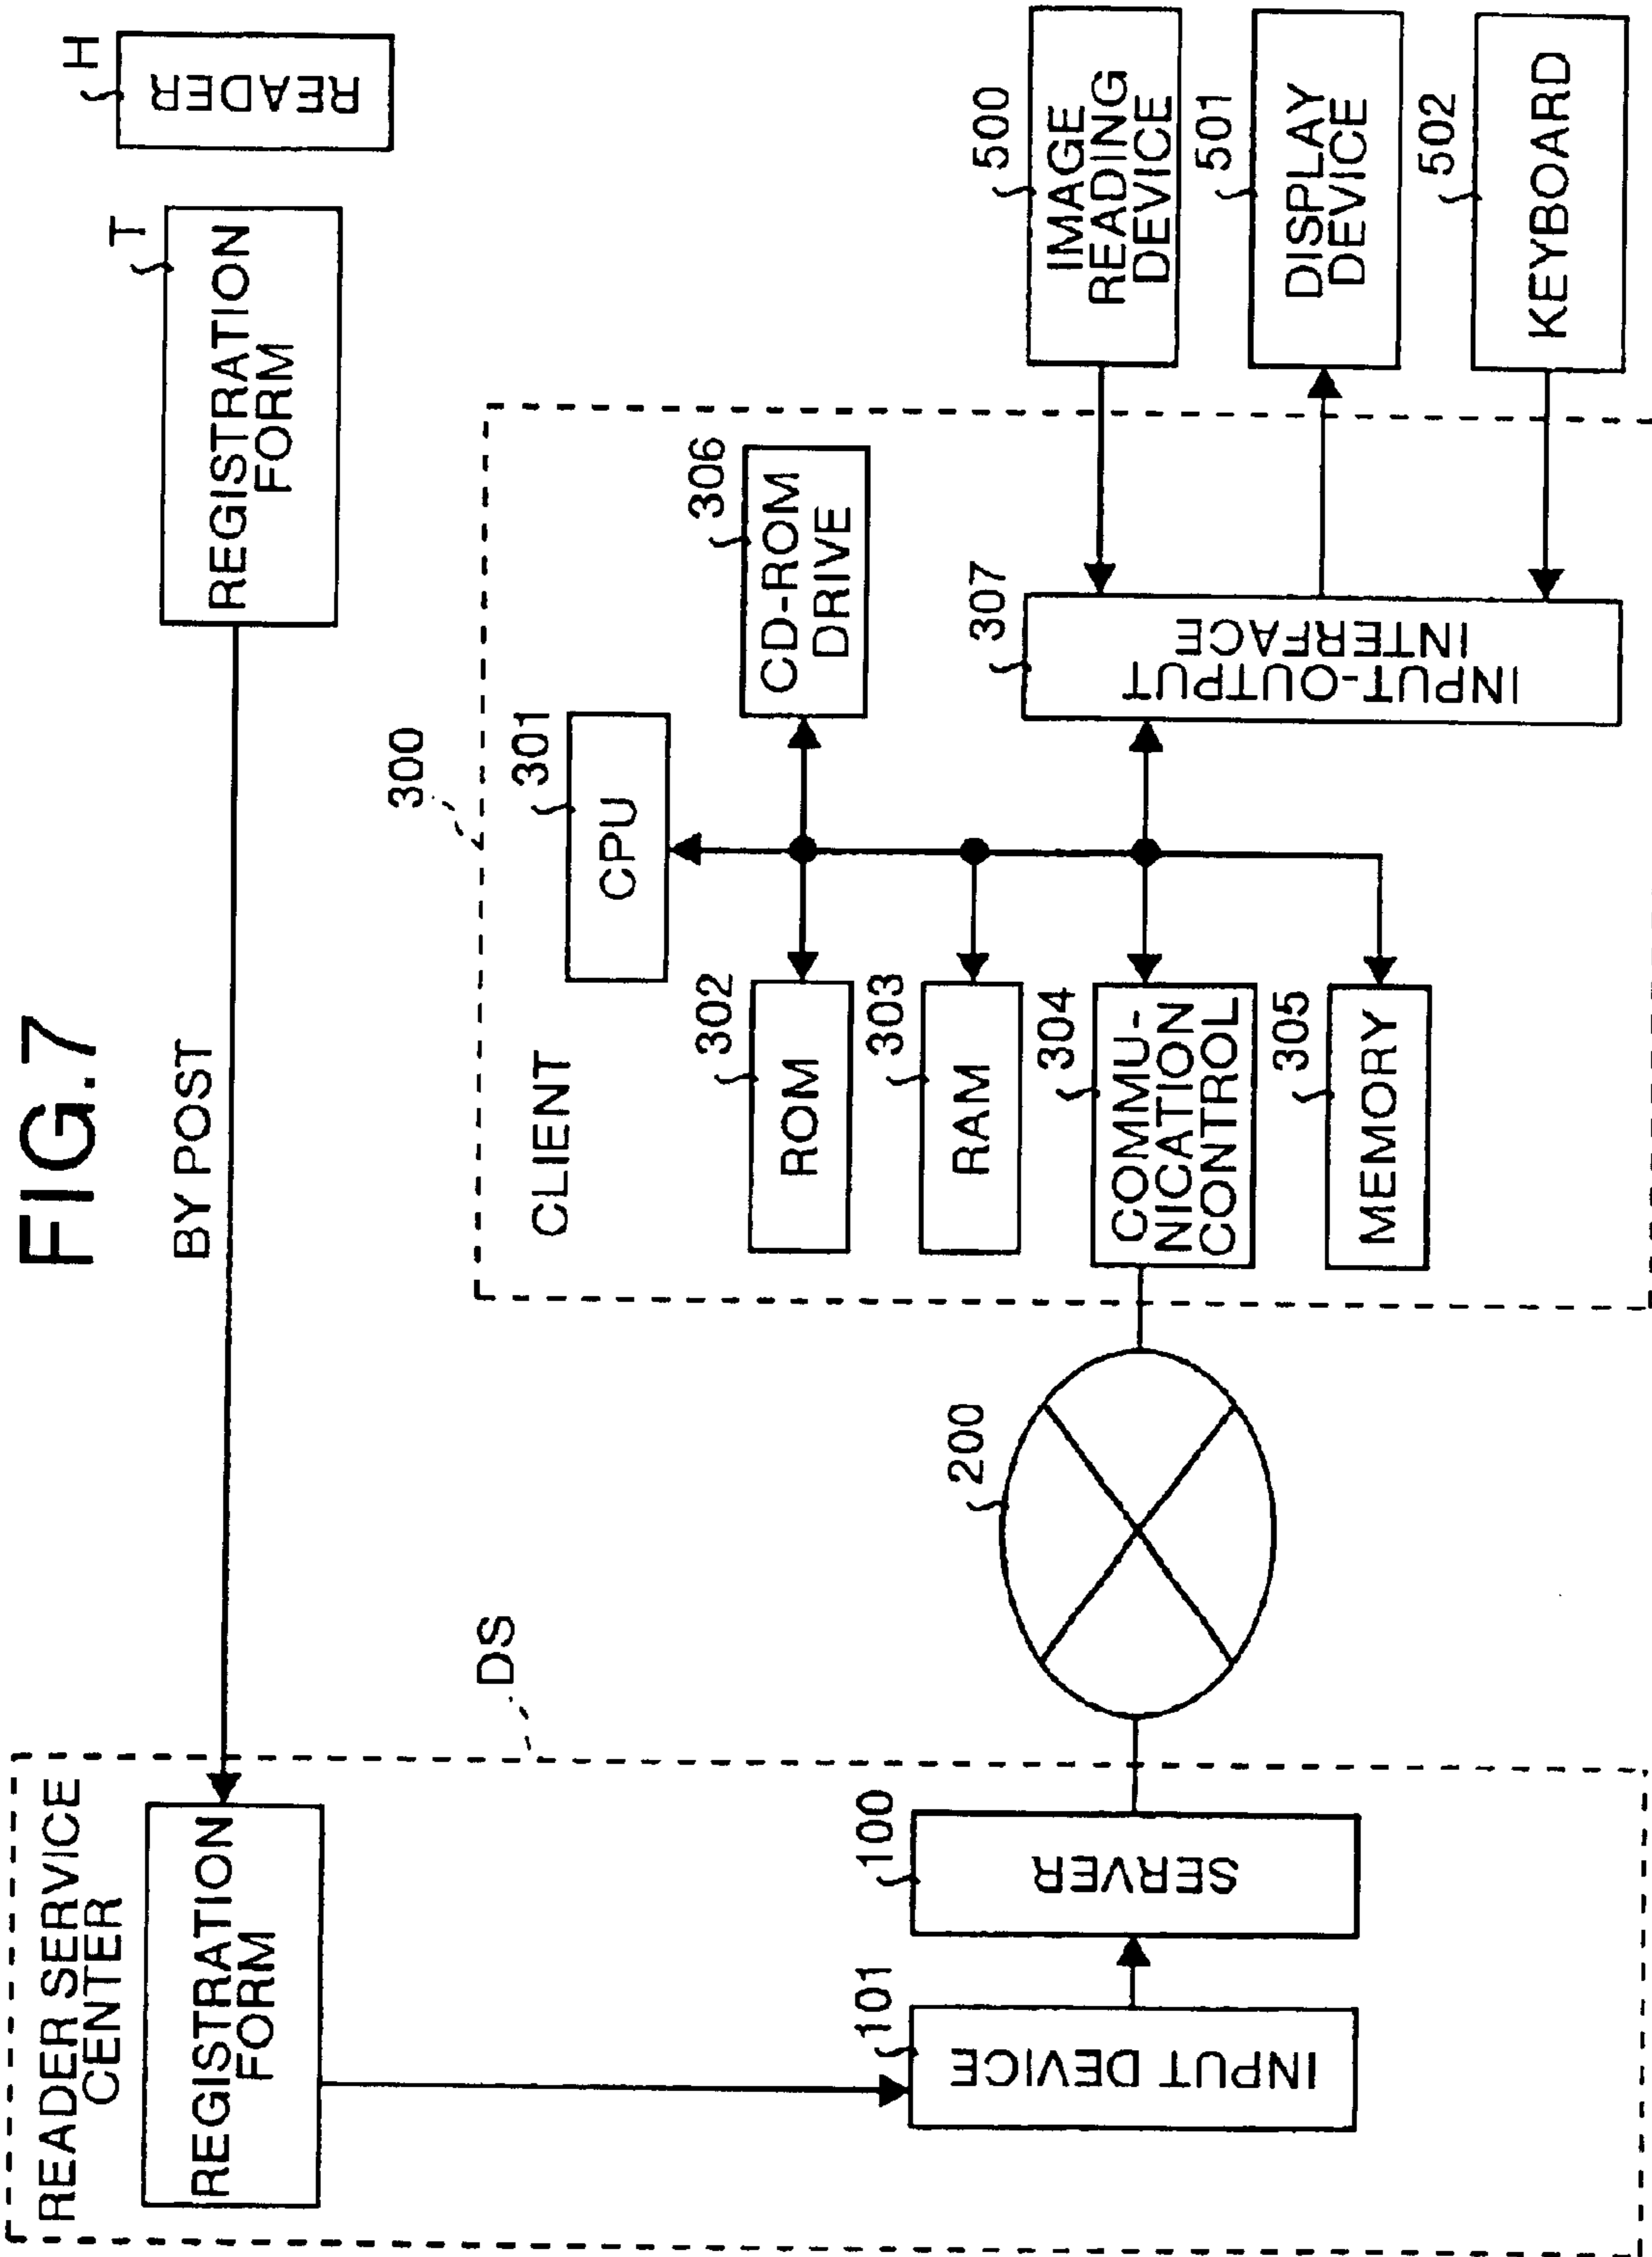 FIG.7
READER SERVICE
CENTER
REGISTRATION
FORM
BY POST
T
REGISTRATION
FORM
H
READER
DS
101
INPUT DEVICE
100
SERVER
200
300
CLIENT
301
CPU
302
ROM
303
RAM
304
COMMU-
NICATION
CONTROL
305
MEMORY
306
CD-ROM
DRIVE
307
INPUT-OUTPUT
INTERFACE
500
IMAGE
READING
DEVICE
501
DISPLAY
DEVICE
502
KEYBOARD